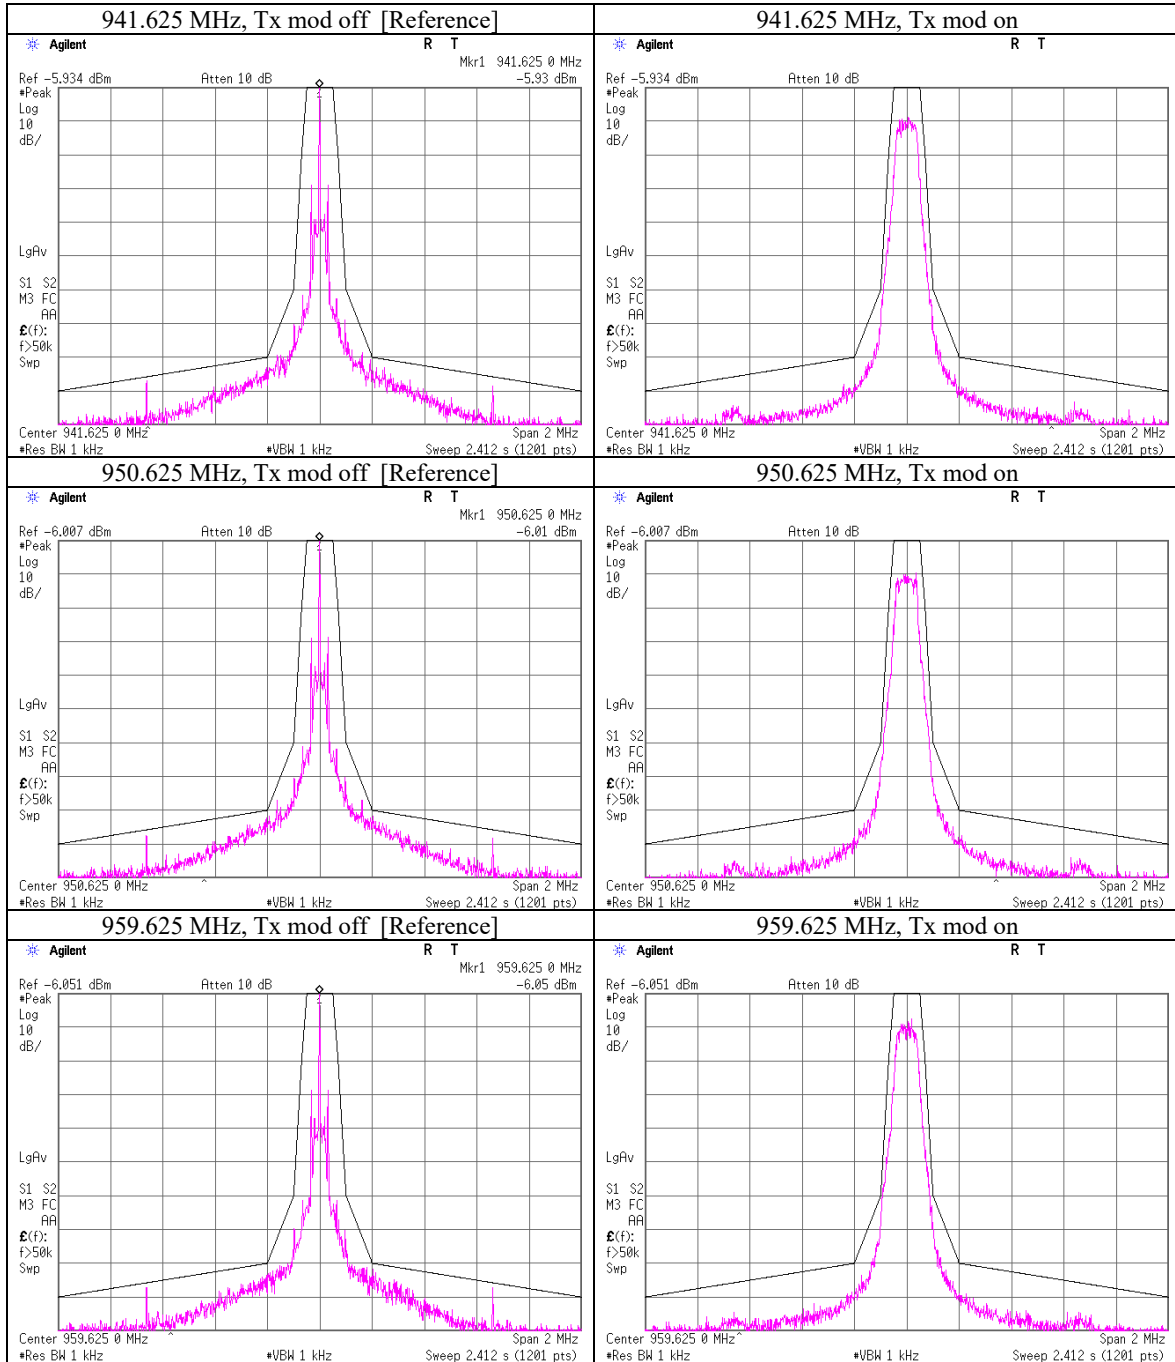 941.625 MHz, Tx mod off [Reference]
941.625 MHz, Tx mod on
Agilent
R T
Mkr1 941.625 0 MHz
Ref -5.934 dBm
Atten 10 dB
-5.93 dBm
#Peak
Log
10
dB/
LgAv
S1 S2
M3 FC
AA
£(f):
f>50k
Swp
Center 941.625 0 MHz
Span 2 MHz
#Res BW 1 kHz
#VBW 1 kHz
Sweep 2.412 s (1201 pts)
Agilent
R T
Ref -5.934 dBm
Atten 10 dB
#Peak
Log
10
dB/
LgAv
S1 S2
M3 FC
AA
£(f):
f>50k
Swp
Center 941.625 0 MHz
Span 2 MHz
#Res BW 1 kHz
#VBW 1 kHz
Sweep 2.412 s (1201 pts)
950.625 MHz, Tx mod off [Reference]
950.625 MHz, Tx mod on
Agilent
R T
Mkr1 950.625 0 MHz
Ref -6.007 dBm
Atten 10 dB
-6.01 dBm
#Peak
Log
10
dB/
LgAv
S1 S2
M3 FC
AA
£(f):
f>50k
Swp
Center 950.625 0 MHz
Span 2 MHz
#Res BW 1 kHz
#VBW 1 kHz
Sweep 2.412 s (1201 pts)
Agilent
R T
Ref -6.007 dBm
Atten 10 dB
#Peak
Log
10
dB/
LgAv
S1 S2
M3 FC
AA
£(f):
f>50k
Swp
Center 950.625 0 MHz
Span 2 MHz
#Res BW 1 kHz
#VBW 1 kHz
Sweep 2.412 s (1201 pts)
959.625 MHz, Tx mod off [Reference]
959.625 MHz, Tx mod on
Agilent
R T
Mkr1 959.625 0 MHz
Ref -6.051 dBm
Atten 10 dB
-6.05 dBm
#Peak
Log
10
dB/
LgAv
S1 S2
M3 FC
AA
£(f):
f>50k
Swp
Center 959.625 0 MHz
Span 2 MHz
#Res BW 1 kHz
#VBW 1 kHz
Sweep 2.412 s (1201 pts)
Agilent
R T
Ref -6.051 dBm
Atten 10 dB
#Peak
Log
10
dB/
LgAv
S1 S2
M3 FC
AA
£(f):
f>50k
Swp
Center 959.625 0 MHz
Span 2 MHz
#Res BW 1 kHz
#VBW 1 kHz
Sweep 2.412 s (1201 pts)